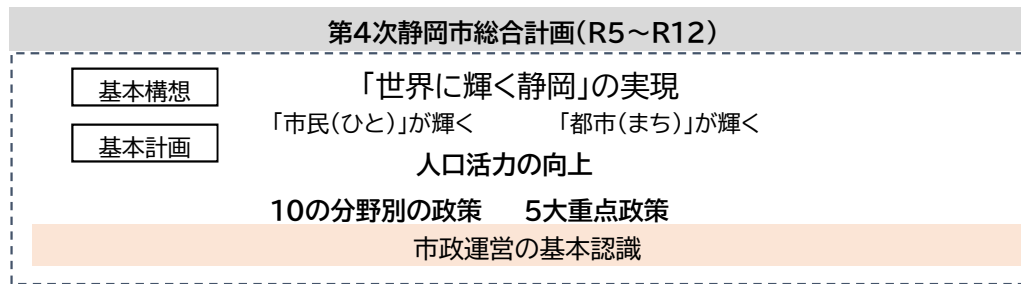 第4次静岡市総合計画(R5～R12)
基本構想
「世界に輝く静岡」の実現
「市民(ひと)」が輝く 「都市(まち)」が輝く
基本計画
人口活力の向上
10の分野別の政策 5大重点政策
市政運営の基本認識